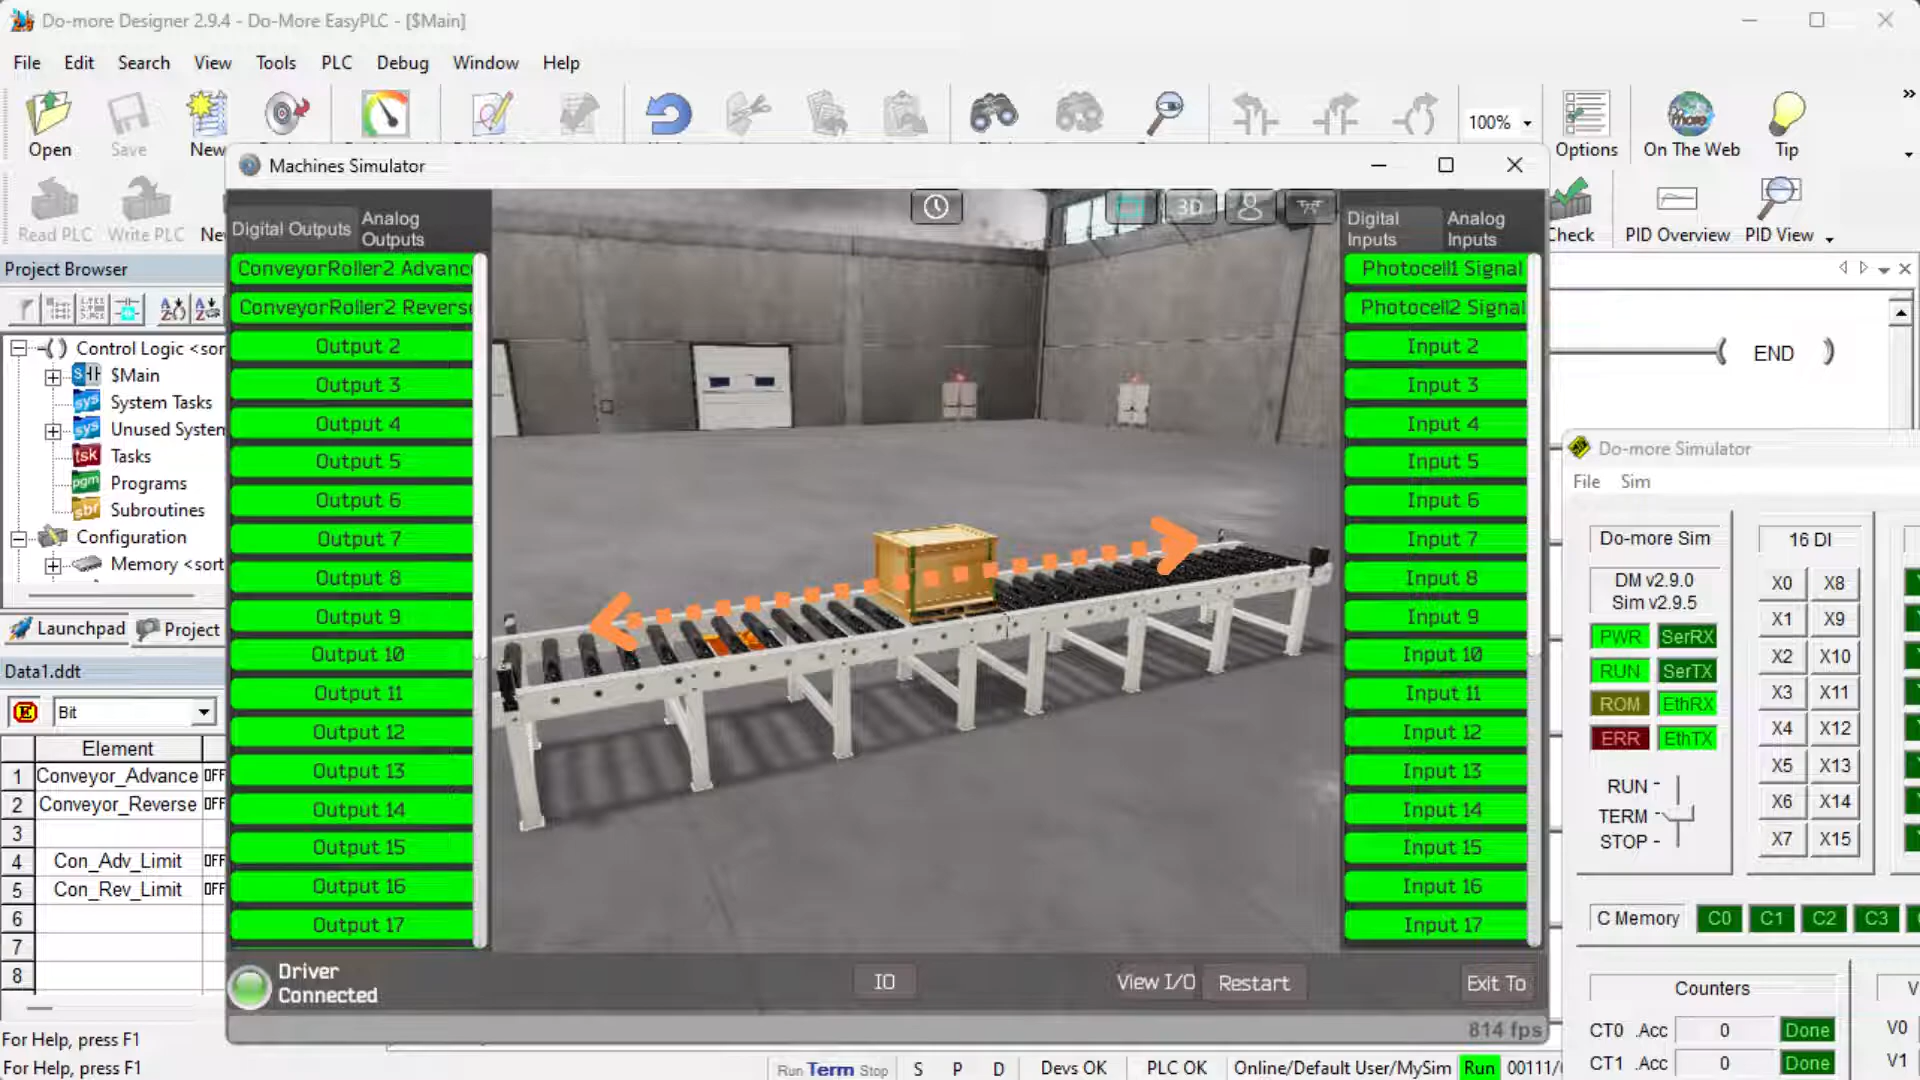 Do-more Designer 2.9.4 - Do-More EasyPLC - [$Main]
File Edit Search View Tools PLC Debug Window Help
Open Save New
100%
Options On The Web Tip
Read PLC Write PLC
Check PID Overview PID View
Machines Simulator
Digital Outputs
Analog Outputs
3D
Digital Inputs
Analog Inputs
ConveyorRoller2 Advanc
ConveyorRoller2 Revers
Output 2
Output 3
Output 4
Output 5
Output 6
Output 7
Output 8
Output 9
Output 10
Output 11
Output 12
Output 13
Output 14
Output 15
Output 16
Output 17
Photocell1 Signal
Photocell2 Signal
Input 2
Input 3
Input 4
Input 5
Input 6
Input 7
Input 8
Input 9
Input 10
Input 11
Input 12
Input 13
Input 14
Input 15
Input 16
Input 17
Driver
Connected
IO
View I/O
Restart
Exit To
814 fps
Project Browser
Control Logic <sor
$Main
sys System Tasks
sys Unused System
tsk Tasks
pgm Programs
sbr Subroutines
Configuration
Memory <sort
Launchpad Project
Data1.ddt
Bit
Element
1 Conveyor_Advance OFF
2 Conveyor_Reverse OFF
3
4 Con_Adv_Limit OFF
5 Con_Rev_Limit OFF
6
7
8
For Help, press F1
For Help, press F1
END
Do-more Simulator
File Sim
Do-more Sim
DM v2.9.0
Sim v2.9.5
PWR SerRX
RUN SerTX
ROM EthRX
ERR EthTX
RUN
TERM
STOP
16 DI
X0 X8
X1 X9
X2 X10
X3 X11
X4 X12
X5 X13
X6 X14
X7 X15
C Memory C0 C1 C2 C3
Counters
CT0 .Acc 0 Done
CT1 .Acc 0 Done
V0
V1
Run Term Stop S P D Devs OK PLC OK Online/Default User/MySim Run 00111/